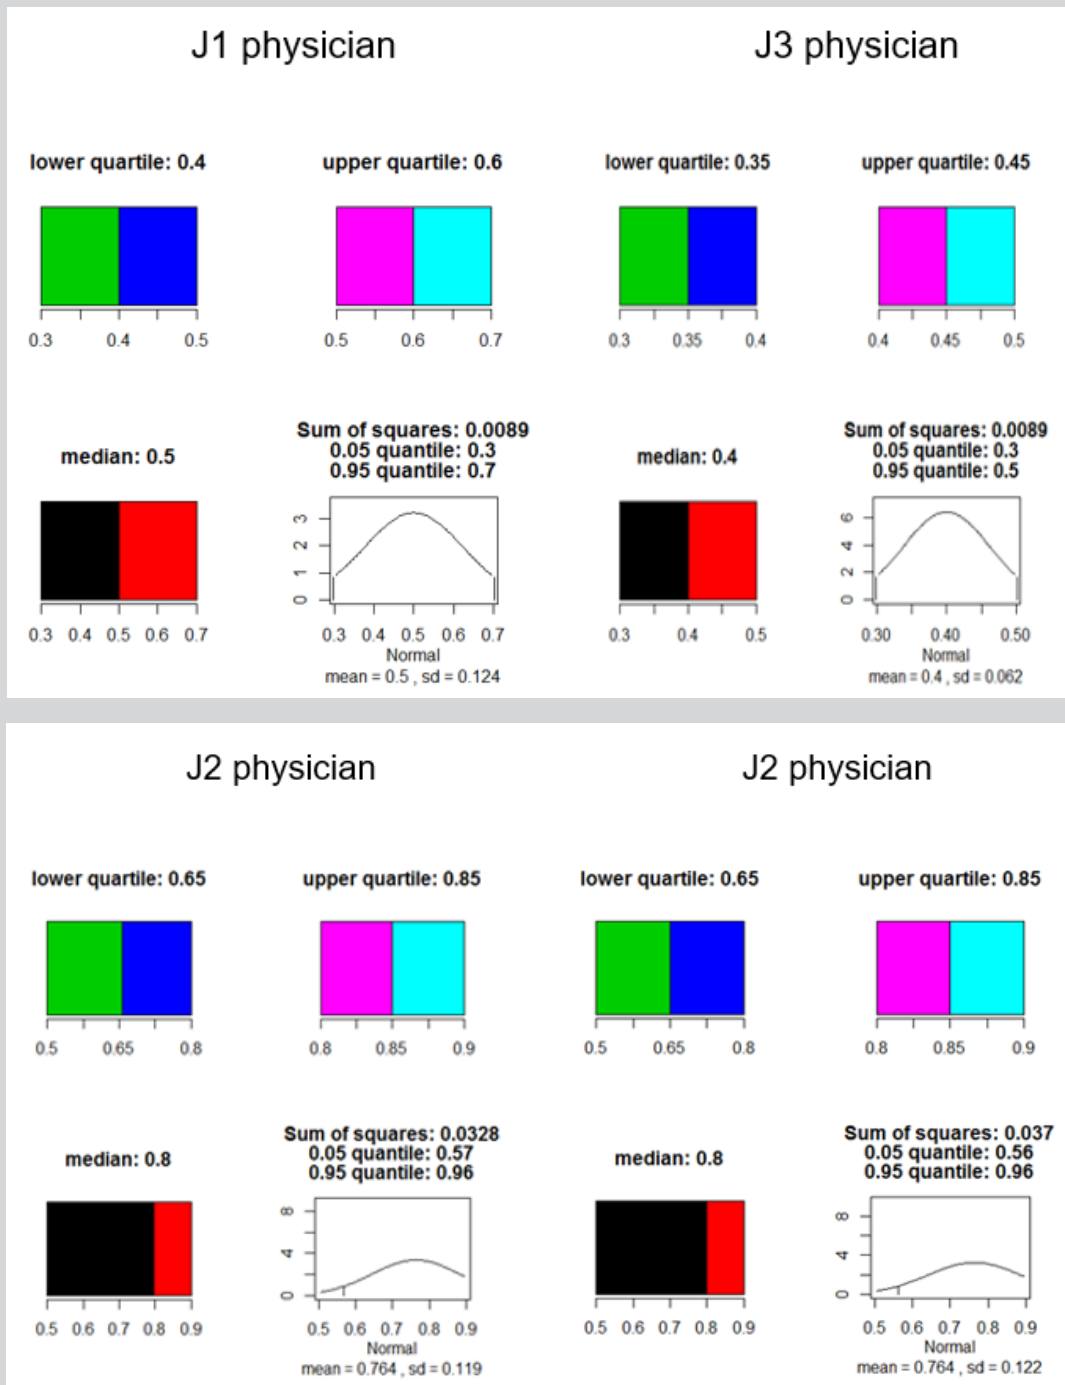 J1 physician
J3 physician
lower quartile: 0.4
upper quartile: 0.6
lower quartile: 0.35
upper quartile: 0.45
0.3 0.4 0.5
0.5 0.6 0.7
0.3 0.35 0.4
0.4 0.45 0.5
median: 0.5
Sum of squares: 0.0089
0.05 quantile: 0.3
0.95 quantile: 0.7
median: 0.4
Sum of squares: 0.0089
0.05 quantile: 0.3
0.95 quantile: 0.5
0.3 0.4 0.5 0.6 0.7
0 1 2 3
0.3 0.4 0.5 0.6 0.7
Normal
mean = 0.5 , sd = 0.124
0.3 0.4 0.5
0 2 4 6
0.30 0.40 0.50
Normal
mean = 0.4 , sd = 0.062
J2 physician
J2 physician
lower quartile: 0.65
upper quartile: 0.85
lower quartile: 0.65
upper quartile: 0.85
0.5 0.65 0.8
0.8 0.85 0.9
0.5 0.65 0.8
0.8 0.85 0.9
median: 0.8
Sum of squares: 0.0328
0.05 quantile: 0.57
0.95 quantile: 0.96
median: 0.8
Sum of squares: 0.037
0.05 quantile: 0.56
0.95 quantile: 0.96
0.5 0.6 0.7 0.8 0.9
0 4 8
0.5 0.6 0.7 0.8 0.9
Normal
mean = 0.764 , sd = 0.119
0.5 0.6 0.7 0.8 0.9
0 4 8
0.5 0.6 0.7 0.8 0.9
Normal
mean = 0.764 , sd = 0.122